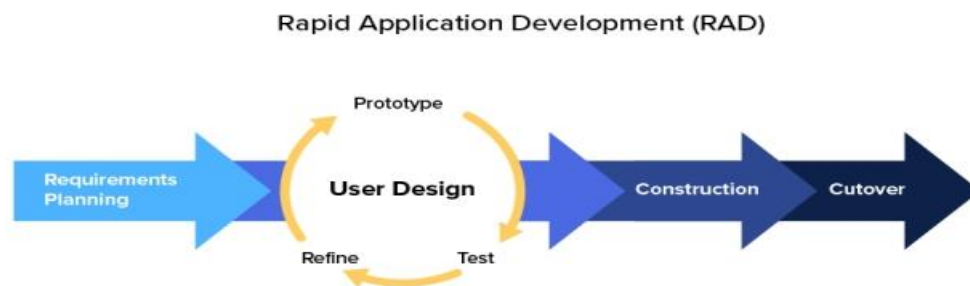 Rapid Application Development (RAD)
Prototype
Requirements
Planning
User Design
Construction
Cutover
Refine
Test